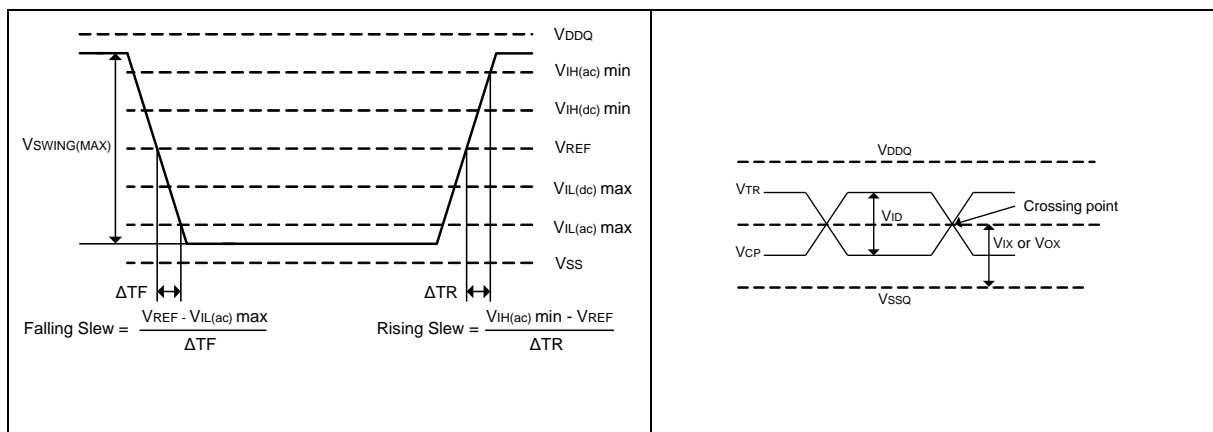 VDDQ
VIH(ac) min
VIH(dc) min
VSWING(MAX)
VREF
VIL(dc) max
VIL(ac) max
VSS
ΔTF
ΔTR
Falling Slew = VREF - VIL(ac) max
ΔTF
Rising Slew = VIH(ac) min - VREF
ΔTR
VDDQ
VTR
VID
Crossing point
VIX or VOX
VCP
VSSQ